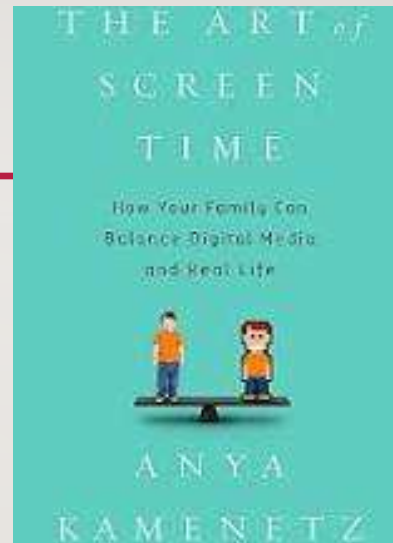 THE ART of
SCREEN
TIME
How Your Family Can
Balance Digital Media
and Real Life
ANYA
KAMENETZ